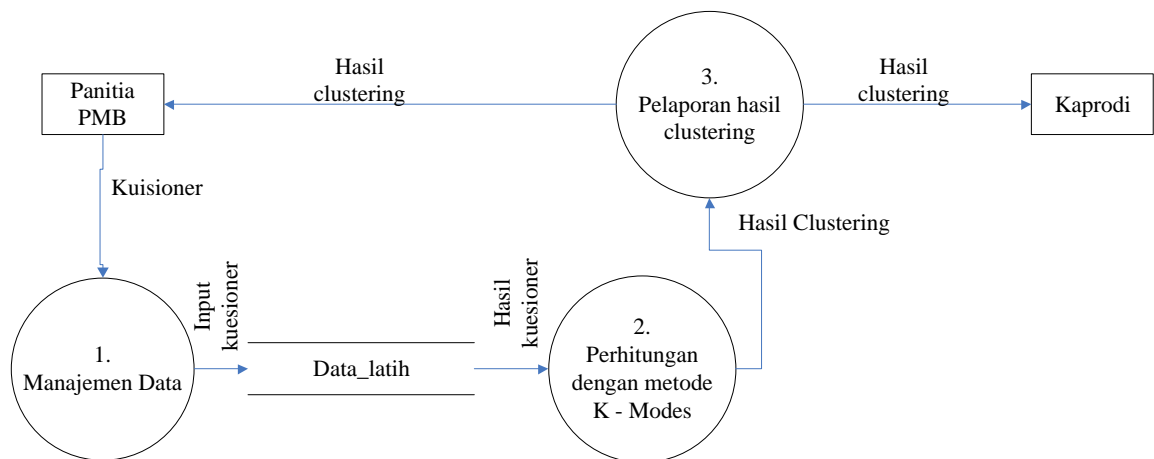 Hasil
clustering
Panitia
PMB
3.
Pelaporan hasil
clustering
Hasil
clustering
Kaprodi
Kuisioner
Hasil Clustering
1.
Manajemen Data
Input
kuesioner
Data_latih
Hasil
kuesioner
2.
Perhitungan
dengan metode
K - Modes